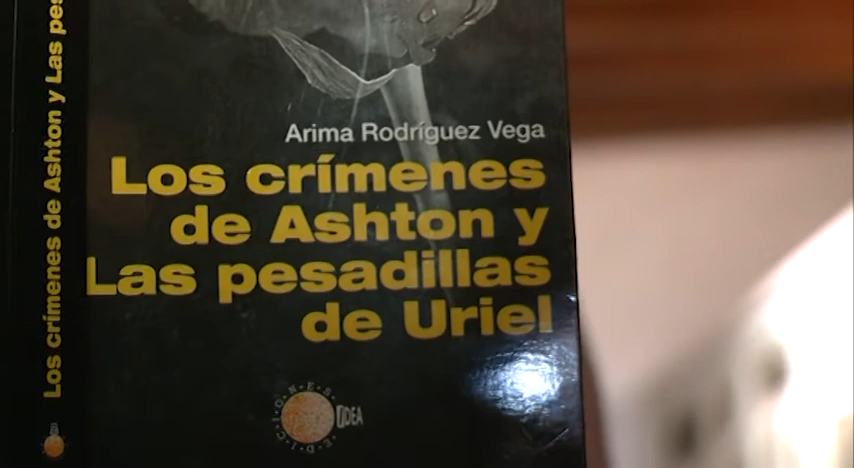 Los crímenes de Ashton y Las pes
Arima Rodríguez Vega
Los crímenes
de Ashton y
Las pesadillas
de Uriel
EDICIONES
IDEA